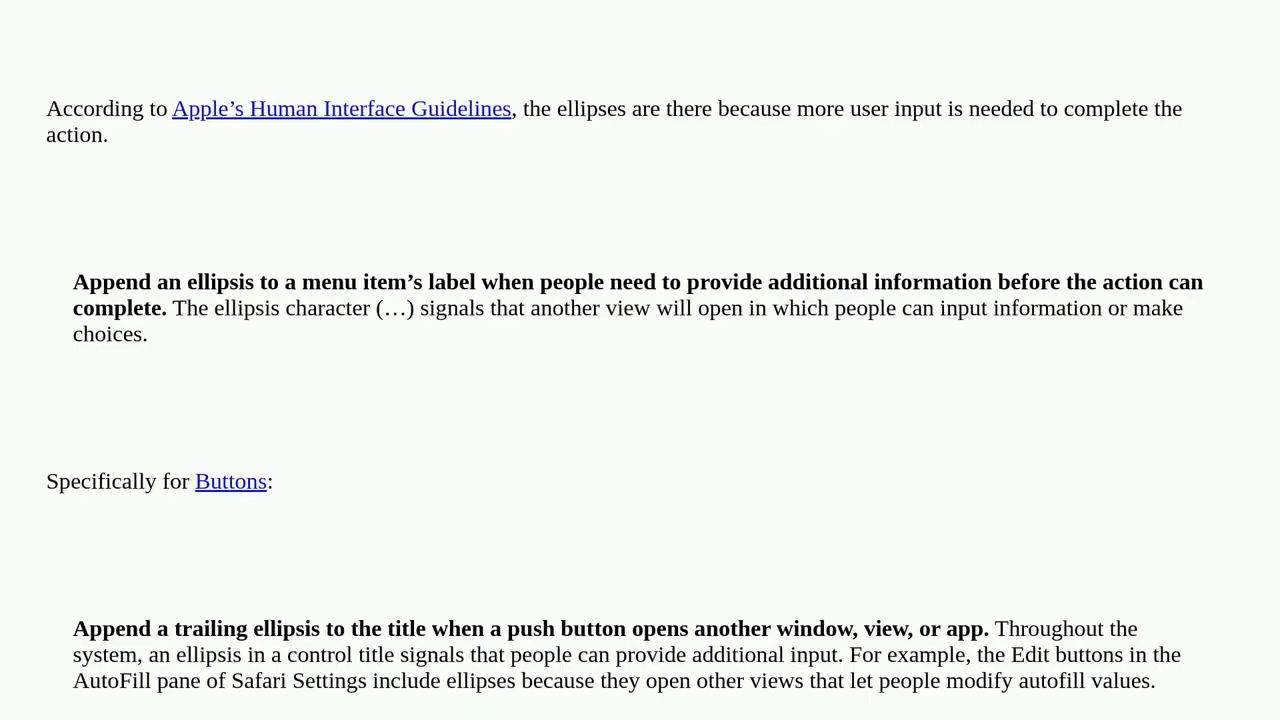 According to Apple’s Human Interface Guidelines, the ellipses are there because more user input is needed to complete the
action.
Append an ellipsis to a menu item’s label when people need to provide additional information before the action can
complete. The ellipsis character (…) signals that another view will open in which people can input information or make
choices.
Specifically for Buttons:
Append a trailing ellipsis to the title when a push button opens another window, view, or app. Throughout the
system, an ellipsis in a control title signals that people can provide additional input. For example, the Edit buttons in the
AutoFill pane of Safari Settings include ellipses because they open other views that let people modify autofill values.